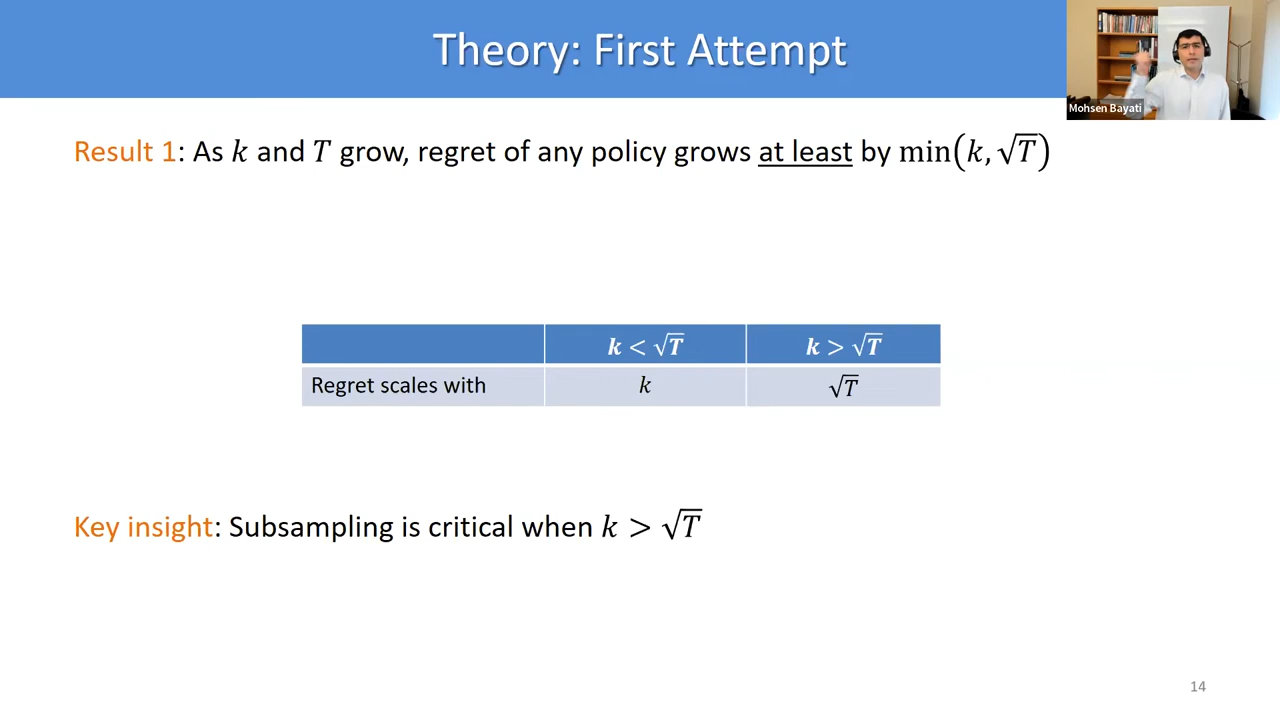 Theory: First Attempt
Mohsen Bayati
Result 1: As k and T grow, regret of any policy grows at least by min(k, √T)
k < √T k > √T
Regret scales with k √T
Key insight: Subsampling is critical when k > √T
14